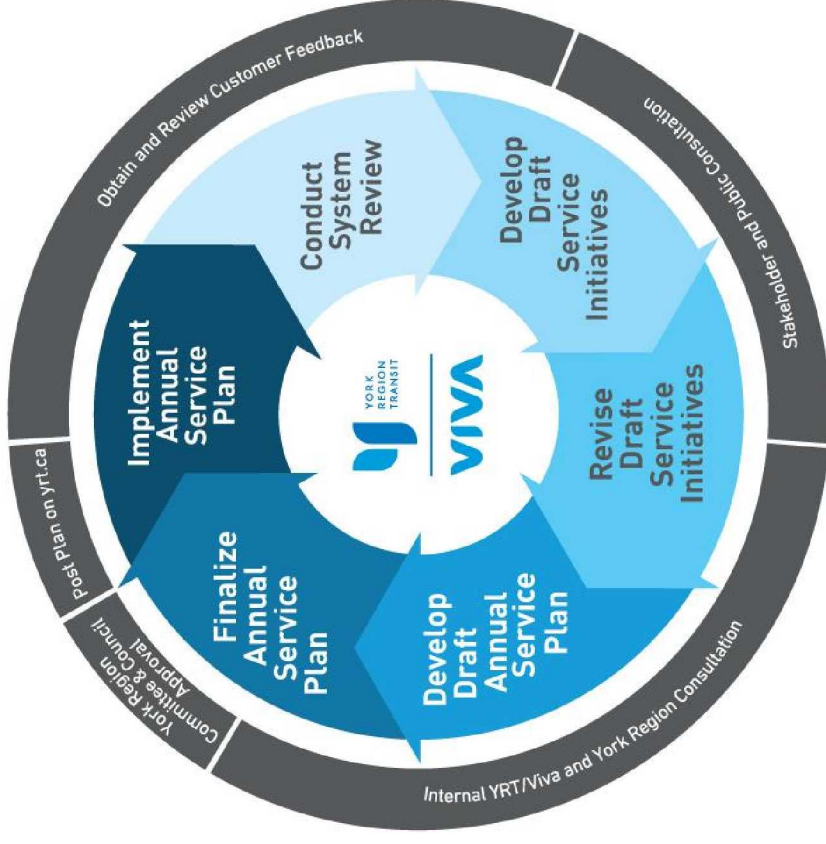 Obtain and Review Customer Feedback
Stakeholder and Public Consultation
Internal YRT/Viva and York Region Consultation
York Region
Committee & Council
Approval
Post Plan on yrt.ca
Conduct
System
Review
Develop
Draft
Service
Initiatives
Revise
Draft
Service
Initiatives
Develop
Draft
Annual
Service
Plan
Finalize
Annual
Service
Plan
Implement
Annual
Service
Plan
YORK
REGION
TRANSIT
VIVA